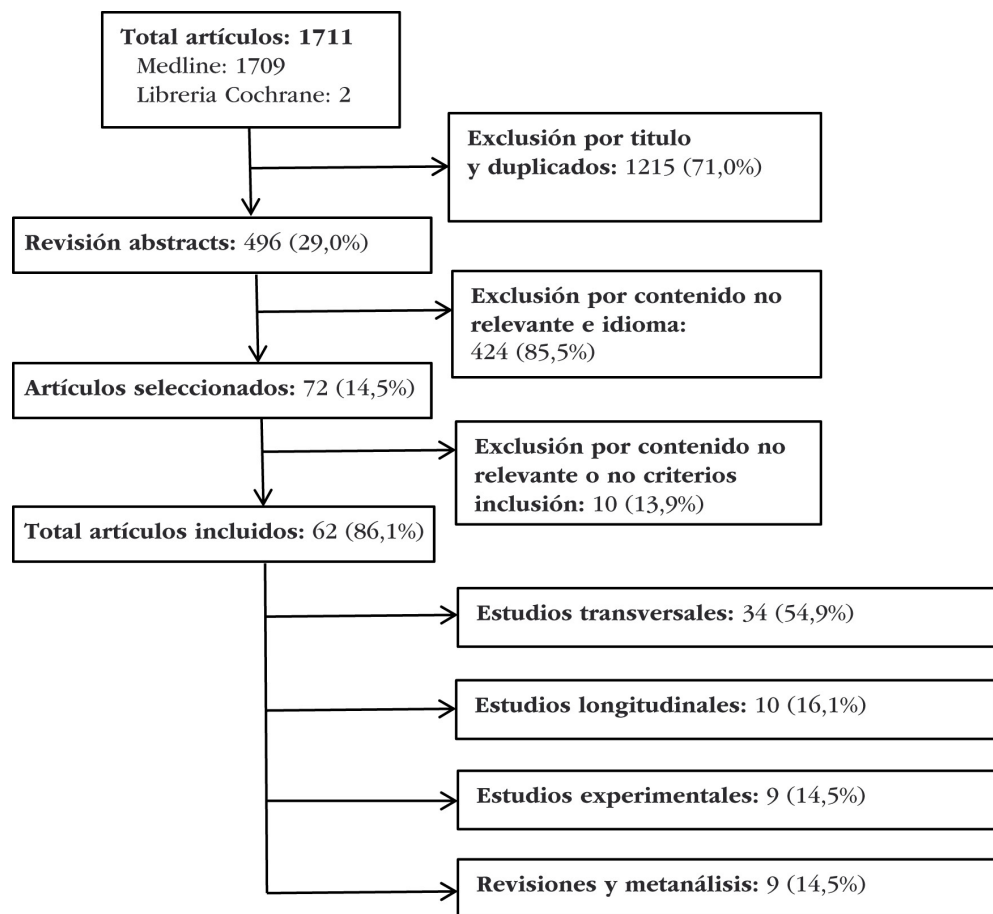 Total artículos: 1711
Medline: 1709
Libreria Cochrane: 2
Exclusión por titulo
y duplicados: 1215 (71,0%)
Revisión abstracts: 496 (29,0%)
Exclusión por contenido no
relevante e idioma:
424 (85,5%)
Artículos seleccionados: 72 (14,5%)
Exclusión por contenido no
relevante o no criterios
inclusión: 10 (13,9%)
Total artículos incluidos: 62 (86,1%)
Estudios transversales: 34 (54,9%)
Estudios longitudinales: 10 (16,1%)
Estudios experimentales: 9 (14,5%)
Revisiones y metanálisis: 9 (14,5%)